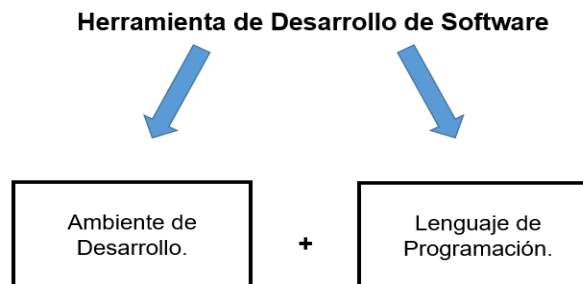 Herramienta de Desarrollo de Software
Ambiente de
Desarrollo.
+
Lenguaje de
Programación.